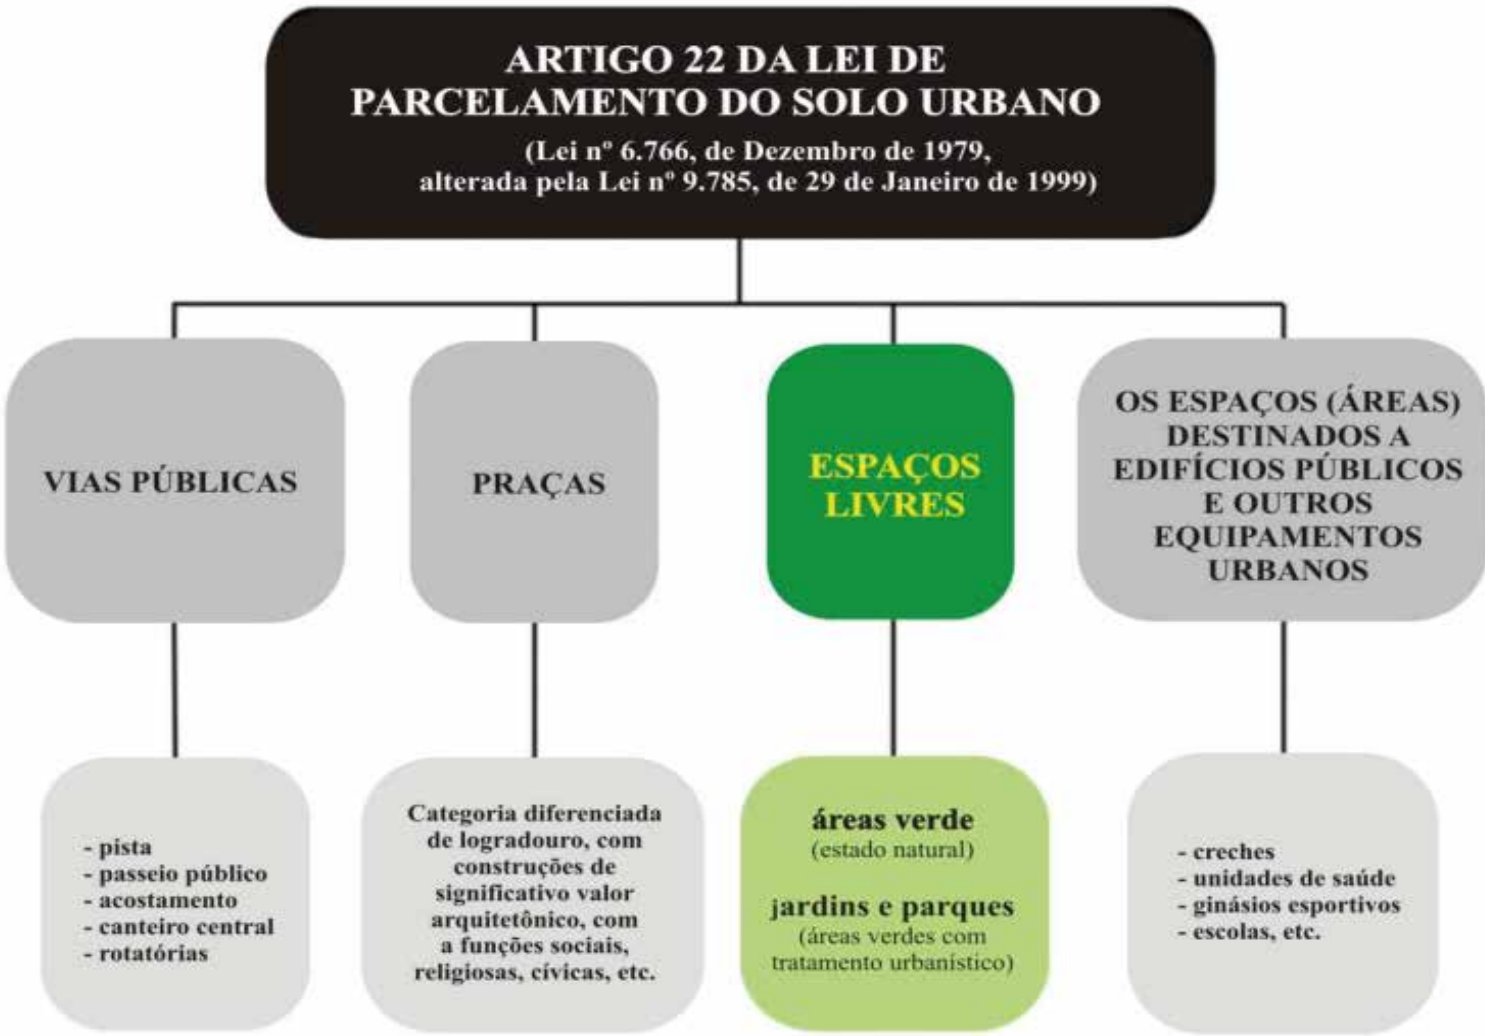 ARTIGO 22 DA LEI DE
PARCELAMENTO DO SOLO URBANO
(Lei nº 6.766, de Dezembro de 1979,
alterada pela Lei nº 9.785, de 29 de Janeiro de 1999)
VIAS PÚBLICAS
PRAÇAS
ESPAÇOS
LIVRES
OS ESPAÇOS (ÁREAS)
DESTINADOS A
EDIFÍCIOS PÚBLICOS
E OUTROS
EQUIPAMENTOS
URBANOS
- pista
- passeio público
- acostamento
- canteiro central
- rotatórias
Categoria diferenciada
de logradouro, com
construções de
significativo valor
arquitetônico, com
a funções sociais,
religiosas, cívicas, etc.
áreas verde
(estado natural)
jardins e parques
(áreas verdes com
tratamento urbanístico)
- creches
- unidades de saúde
- ginásios esportivos
- escolas, etc.